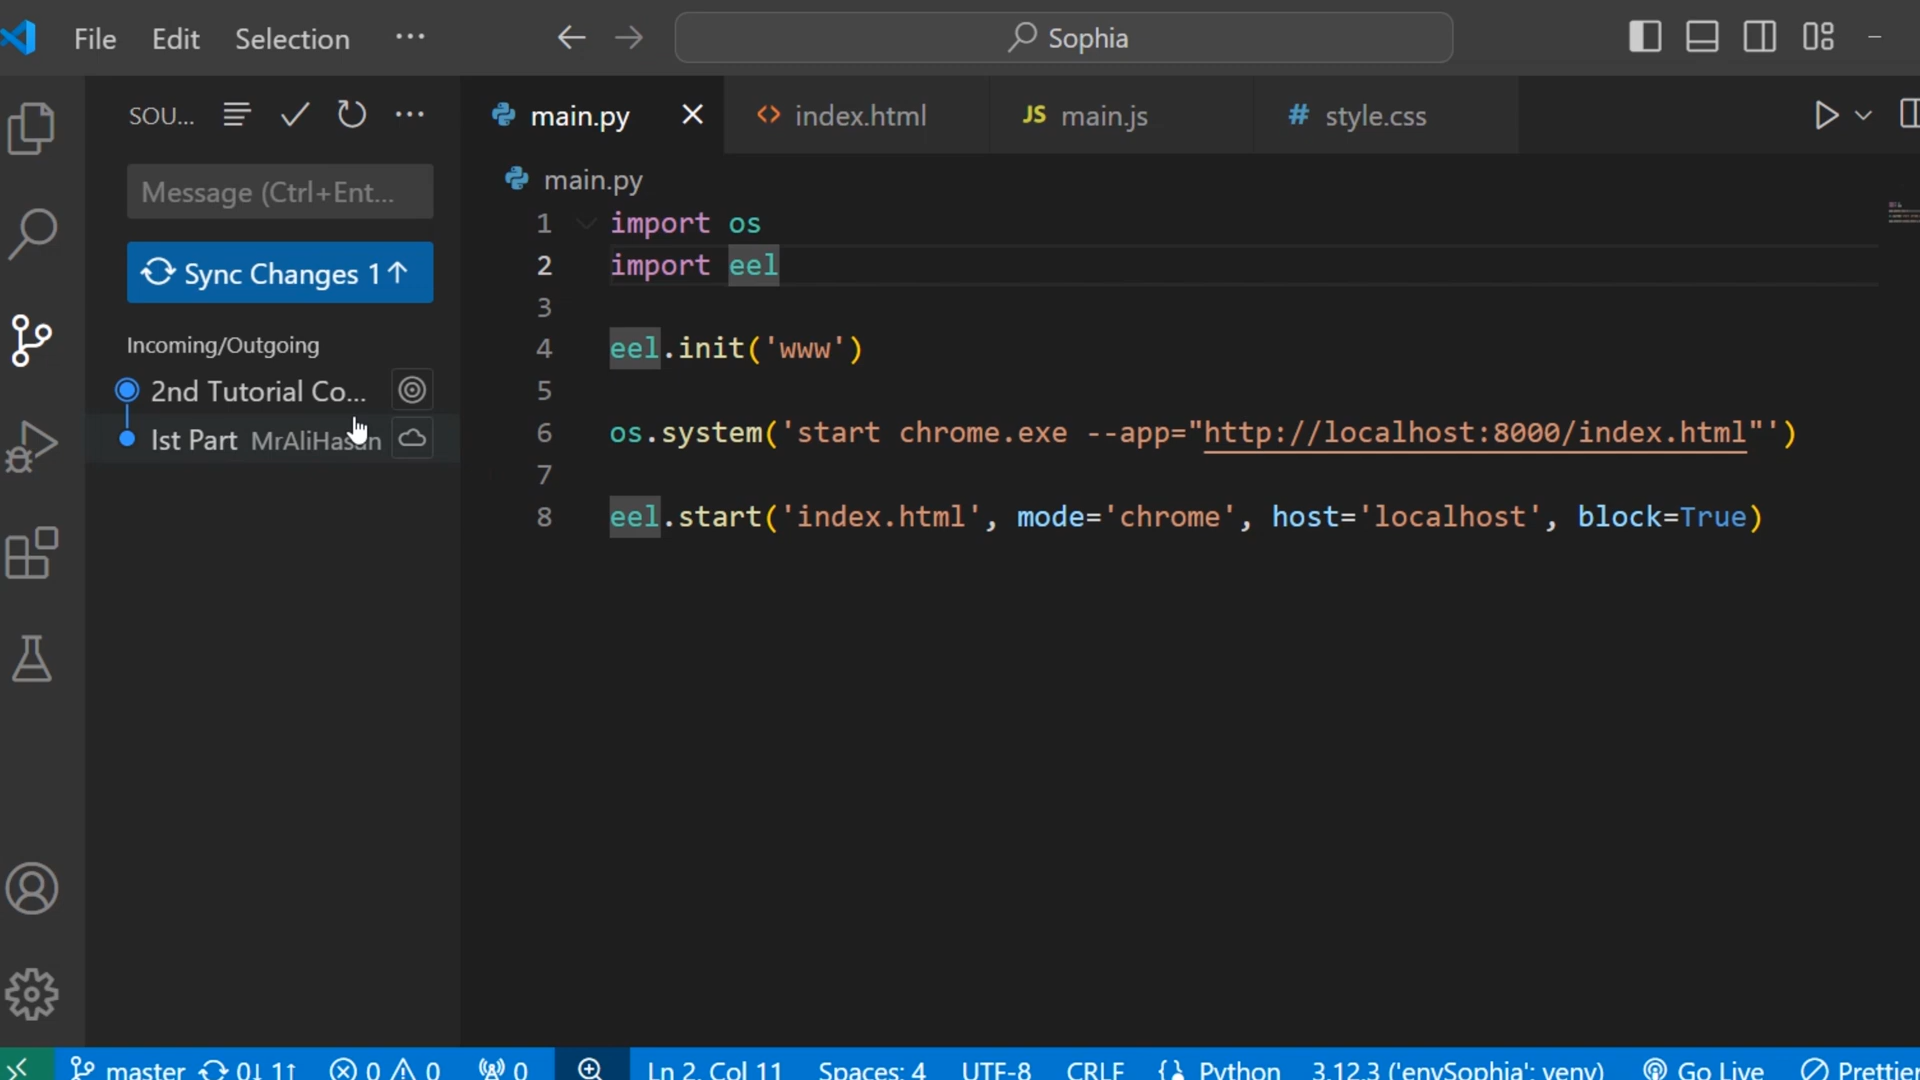 File Edit Selection ··· Sophia
SOU... ···
main.py index.html JS main.js # style.css
Message (Ctrl+Ent...
Sync Changes 1↑
Incoming/Outgoing
2nd Tutorial Co...
Ist Part MrAliHasan
main.py
1 import os
2 import eel
3
4 eel.init('www')
5
6 os.system('start chrome.exe --app="http://localhost:8000/index.html"')
7
8 eel.start('index.html', mode='chrome', host='localhost', block=True)
master 0↓ 1↑ 0 0 0 Ln 2, Col 11 Spaces: 4 UTF-8 CRLF Python 3.12.3 ('envSophia': venv) Go Live Prettier